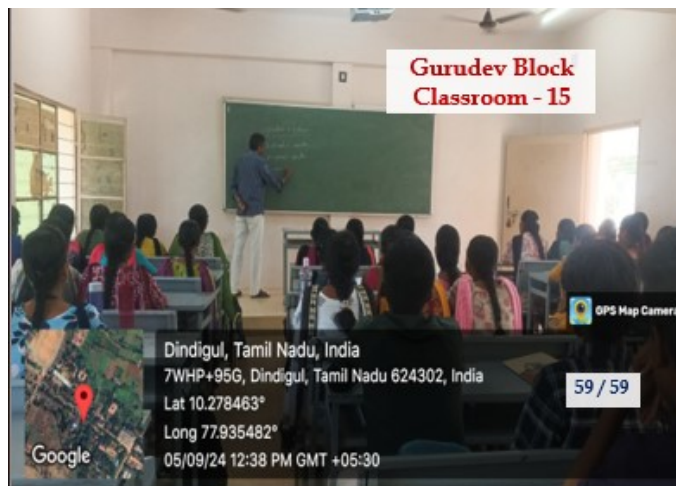 Gurudev Block
Classroom - 15
GPS Map Camera
Dindigul, Tamil Nadu, India
7WHP+95G, Dindigul, Tamil Nadu 624302, India
Lat 10.278463°
Long 77.935482°
05/09/24 12:38 PM GMT +05:30
59 / 59
Google